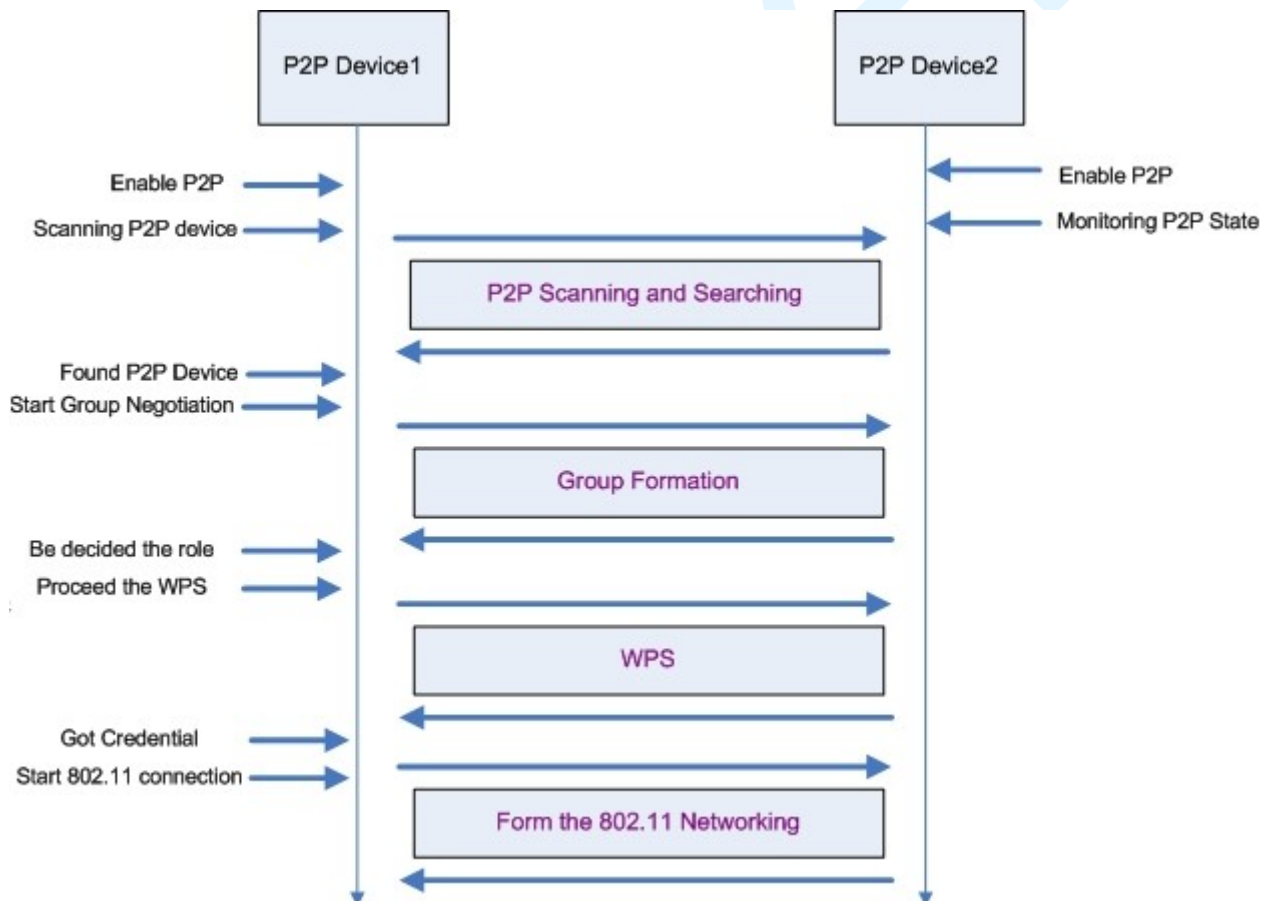 P2P Device1
P2P Device2
Enable P2P
Enable P2P
Scanning P2P device
Monitoring P2P State
P2P Scanning and Searching
Found P2P Device
Start Group Negotiation
Group Formation
Be decided the role
Proceed the WPS
WPS
Got Credential
Start 802.11 connection
Form the 802.11 Networking